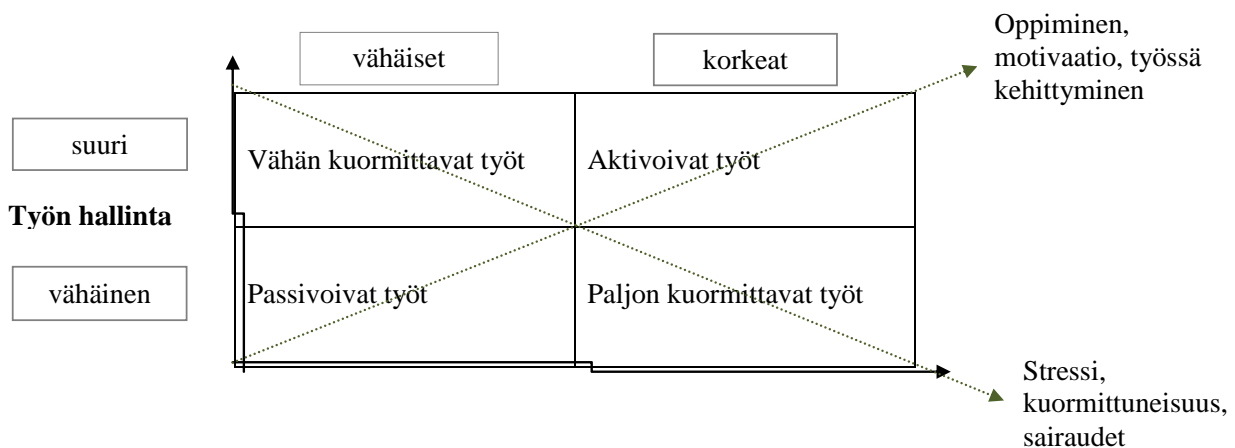 vähäiset
korkeat
Oppiminen,
motivaatio, työssä
kehittyminen
suuri
Vähän kuormittavat työt
Aktivoivat työt
Työn hallinta
vähäinen
Passivoivat työt
Paljon kuormittavat työt
Stressi,
kuormittuneisuus,
sairaudet